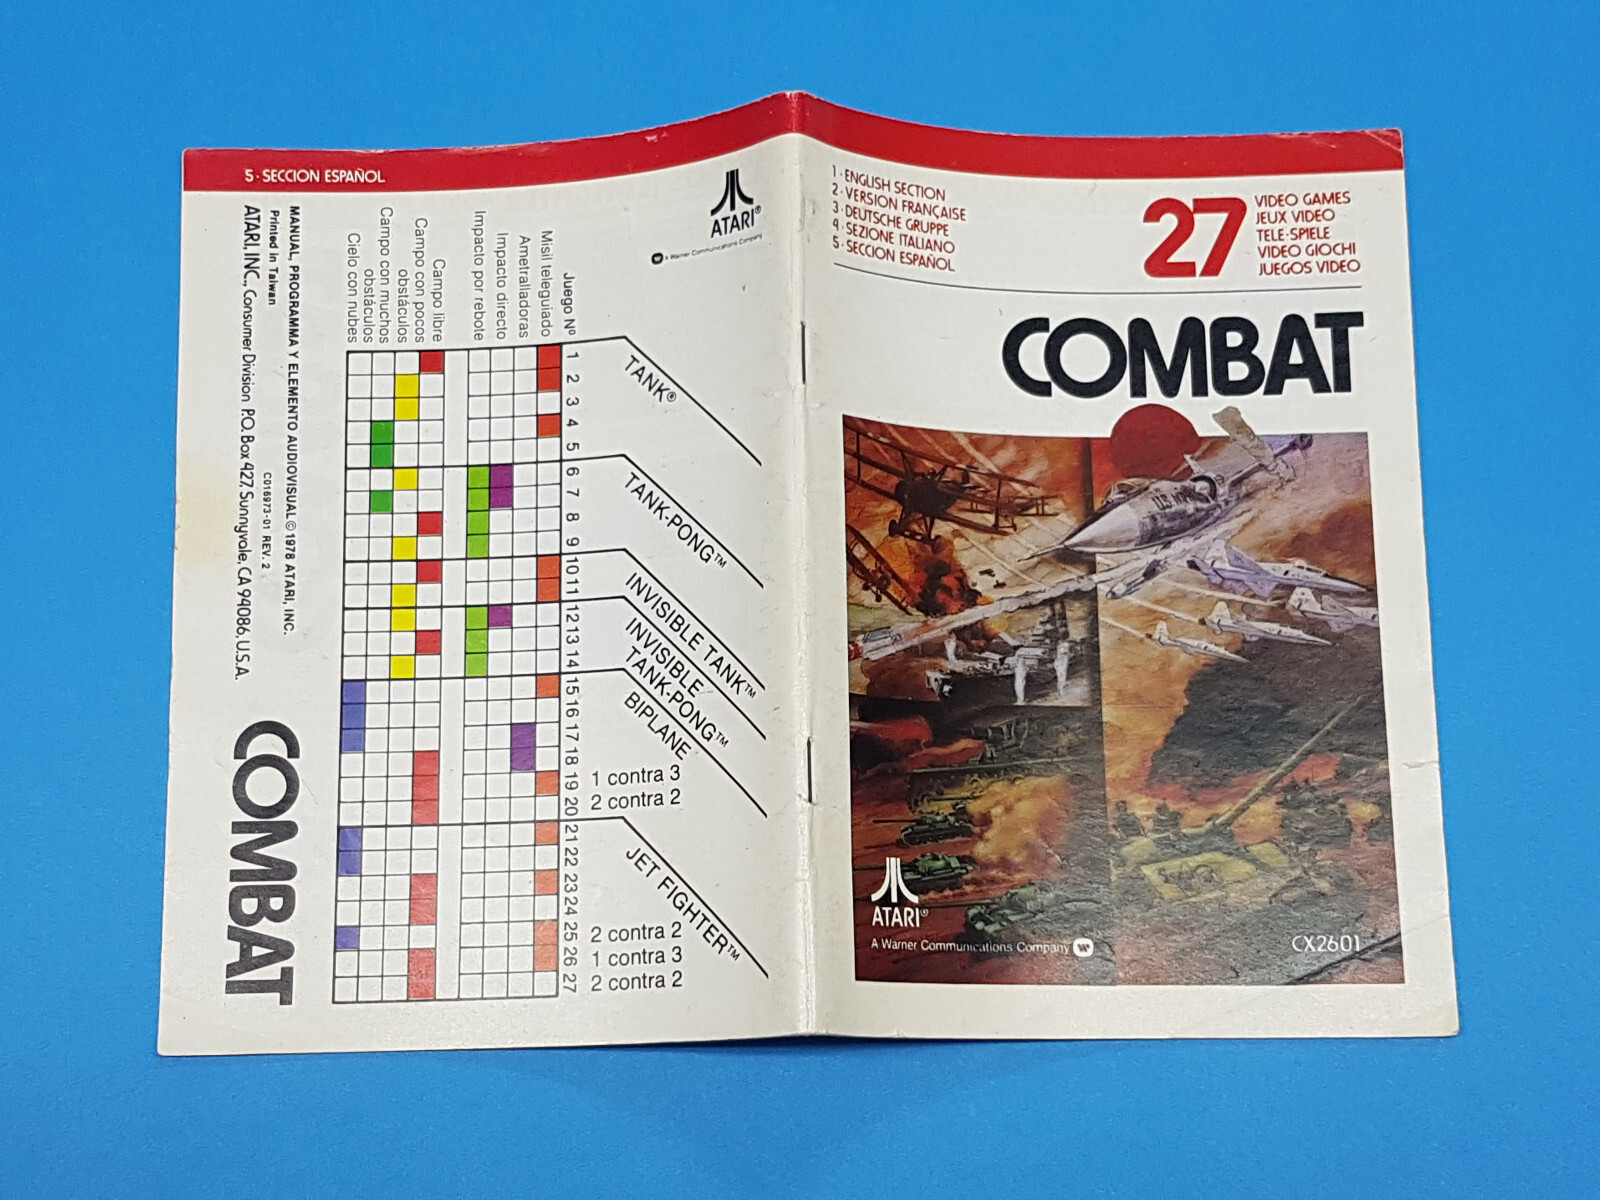 5 · SECCION ESPAÑOL
ATARI®
A Warner Communications Company
Juego Nº
Misil teleguiado
Ametralladoras
Impacto directo
Impacto por rebote
Campo libre
Campo con pocos
obstáculos
Campo con muchos
obstáculos
Cielo con nubes
1 2 3 4 5 6 7 8 9 10 11 12 13 14 15 16 17 18 19 20 21 22 23 24 25 26 27
TANK®
TANK-PONG™
INVISIBLE TANK™
INVISIBLE
TANK-PONG™
BIPLANE
1 contra 3
2 contra 2
JET FIGHTER™
2 contra 2
1 contra 3
2 contra 2
MANUAL, PROGRAMMA Y ELEMENTO AUDIOVISUAL © 1978 ATARI, INC.
Printed in Taiwan
C016973-01 REV. 2
ATARI, INC., Consumer Division P.O. Box 427, Sunnyvale, CA 94086, U.S.A.
COMBAT
1 · ENGLISH SECTION
2 · VERSION FRANÇAISE
3 · DEUTSCHE GRUPPE
4 · SEZIONE ITALIANO
5 · SECCION ESPAÑOL
27
VIDEO GAMES
JEUX VIDEO
TELE-SPIELE
VIDEO GIOCHI
JUEGOS VIDEO
COMBAT
ATARI®
A Warner Communications Company
CX2601